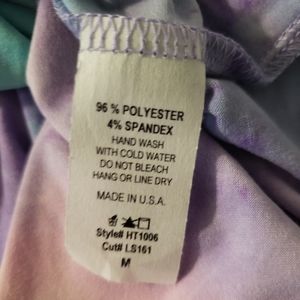 96 % POLYESTER
4% SPANDEX
HAND WASH
WITH COLD WATER
DO NOT BLEACH
HANG OR LINE DRY
MADE IN U.S.A.
Style# HT1006
Cut# LS161
M